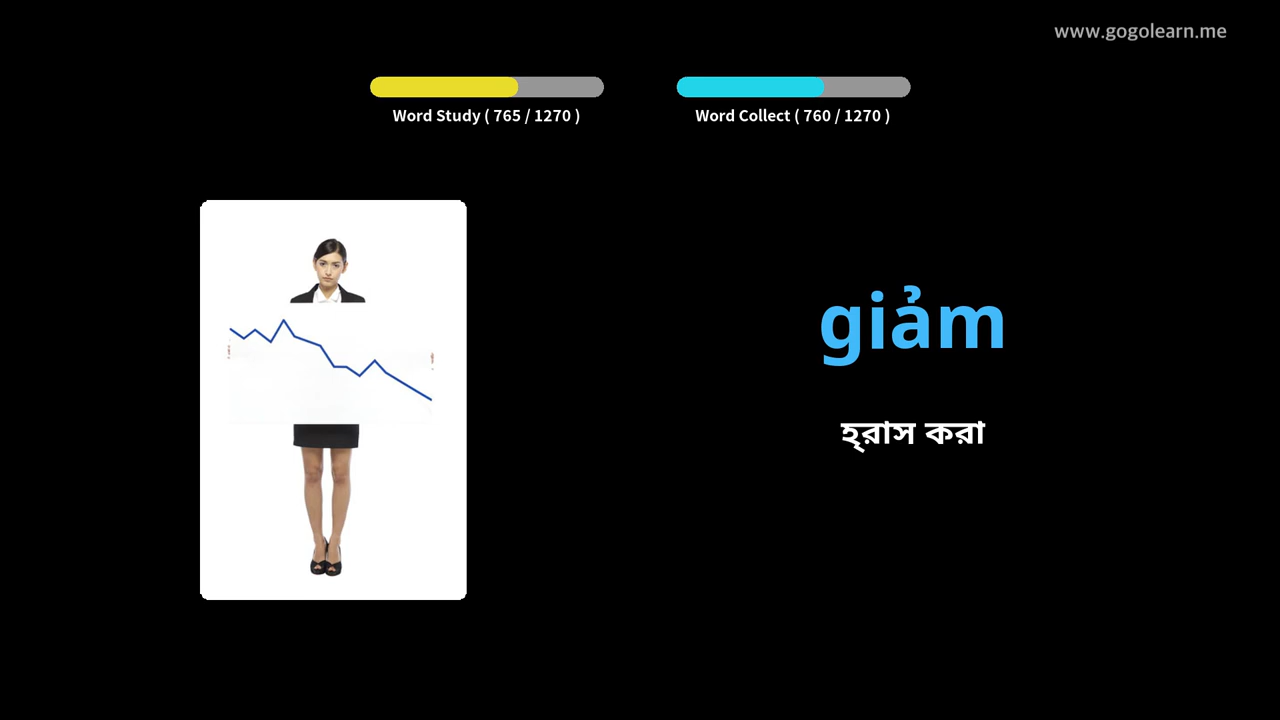 www.gogolearn.me
Word Study ( 765 / 1270 )
Word Collect ( 760 / 1270 )
giảm
হ্রাস করা